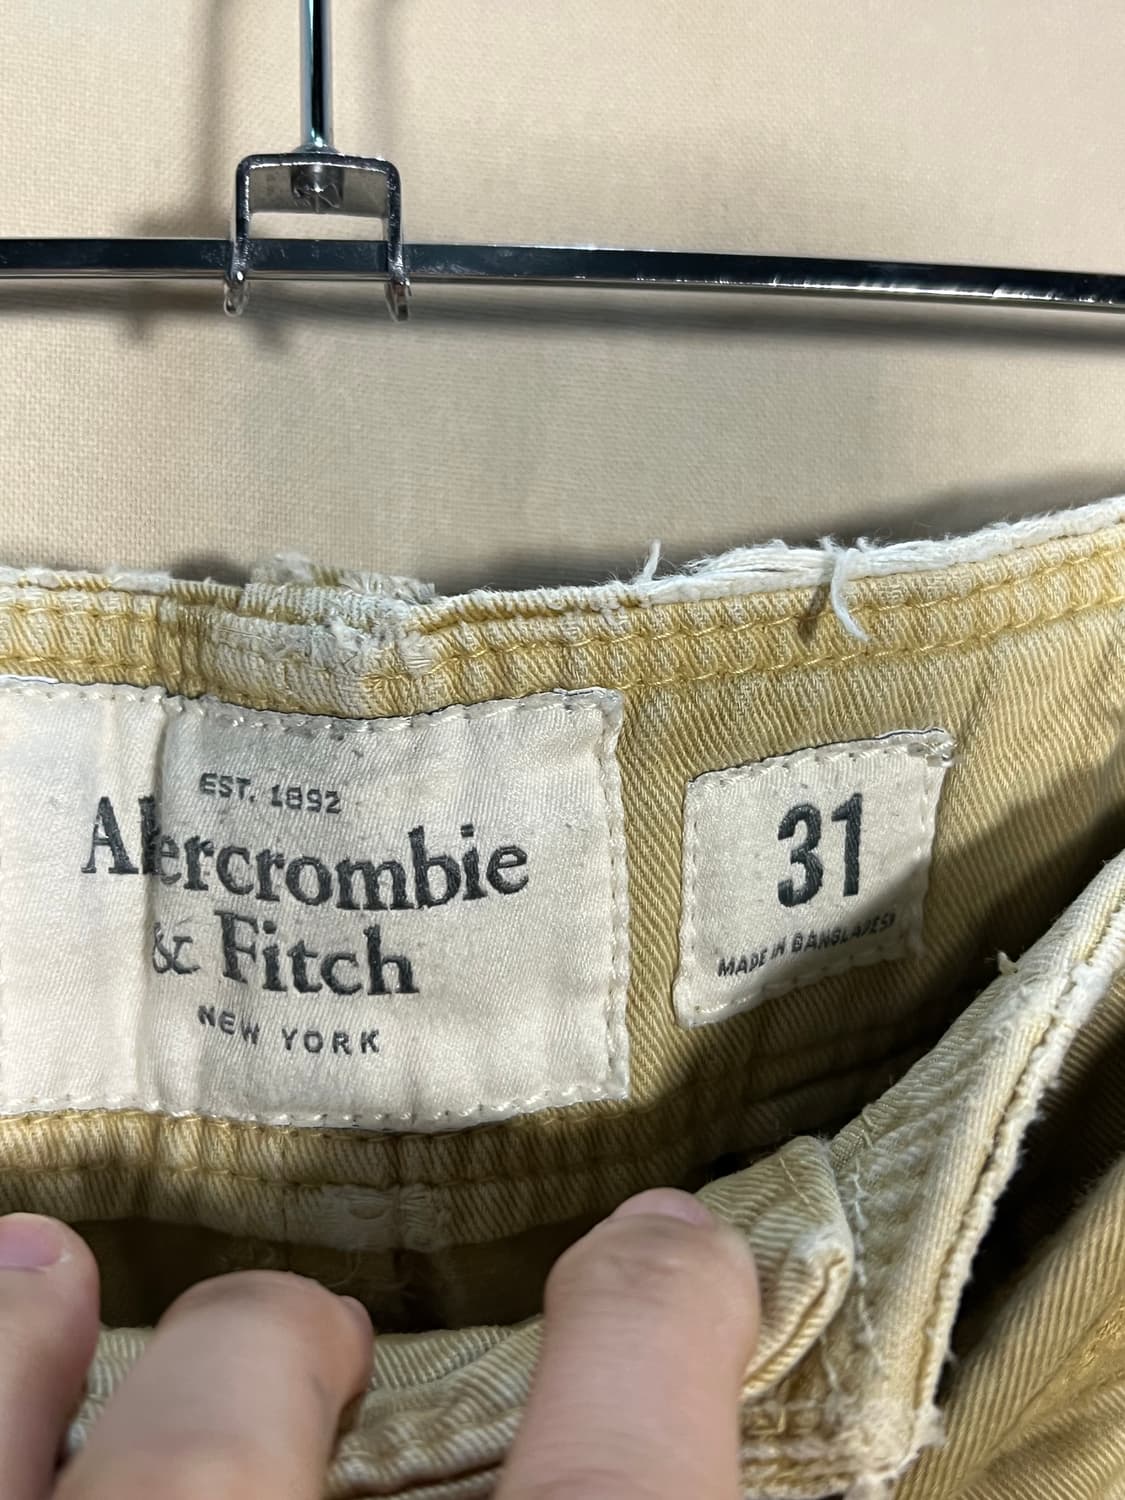 EST. 1892
Abercrombie
& Fitch
NEW YORK
31
MADE IN BANGLADESH